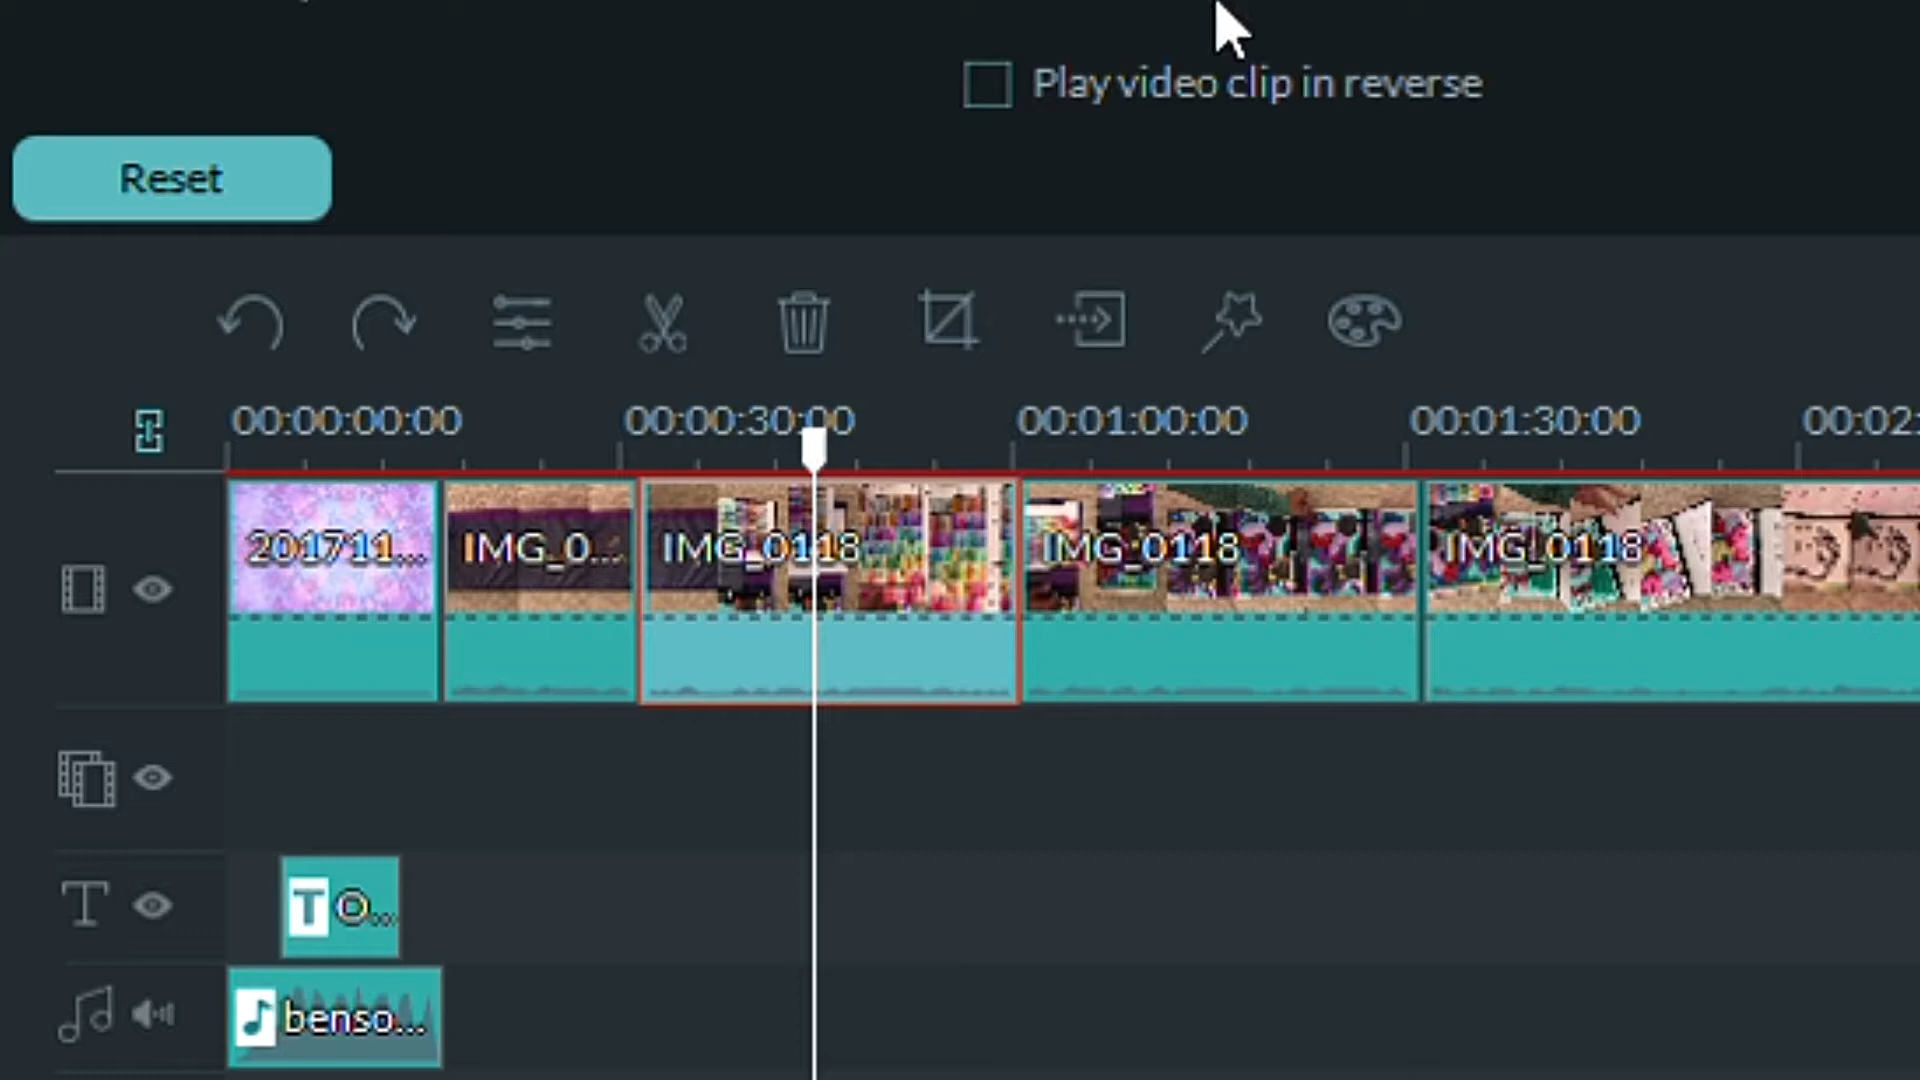 Play video clip in reverse
Reset
00:00:00:00 00:00:30:00 00:01:00:00 00:01:30:00 00:02:
201711... IMG_0... IMG_0118 IMG_0118 IMG_0118
T O...
benso...